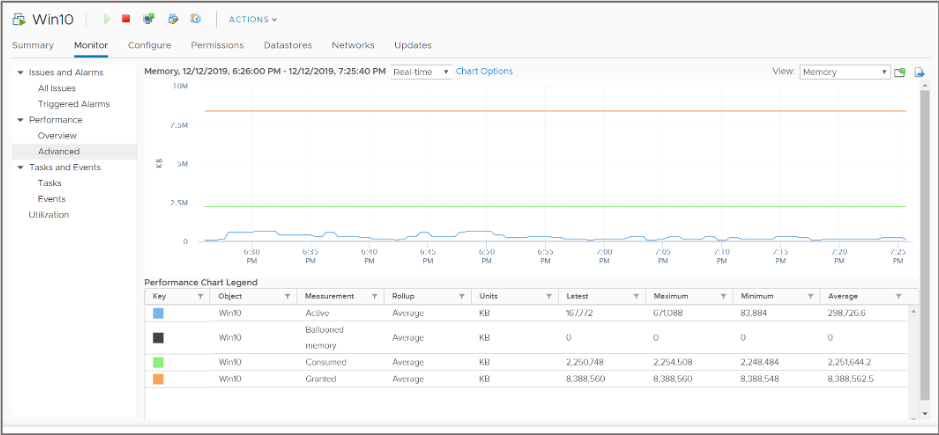 Win10 ACTIONS
Summary Monitor Configure Permissions Datastores Networks Updates
Issues and Alarms
All Issues
Triggered Alarms
Performance
Overview
Advanced
Tasks and Events
Tasks
Events
Utilization
Memory, 12/12/2019, 6:26:00 PM - 12/12/2019, 7:25:40 PM Real-time Chart Options View: Memory
10M
7.5M
5M
2.5M
0
KB
6:30 PM 6:35 PM 6:40 PM 6:45 PM 6:50 PM 6:55 PM 7:00 PM 7:05 PM 7:10 PM 7:15 PM 7:20 PM 7:25 PM
Performance Chart Legend
Key Object Measurement Rollup Units Latest Maximum Minimum Average
Win10 Active Average KB 167,772 671,088 83,884 298,726.6
Win10 Ballooned memory Average KB 0 0 0 0
Win10 Consumed Average KB 2,250,748 2,254,508 2,248,484 2,251,644.2
Win10 Granted Average KB 8,388,560 8,388,560 8,388,548 8,388,562.5